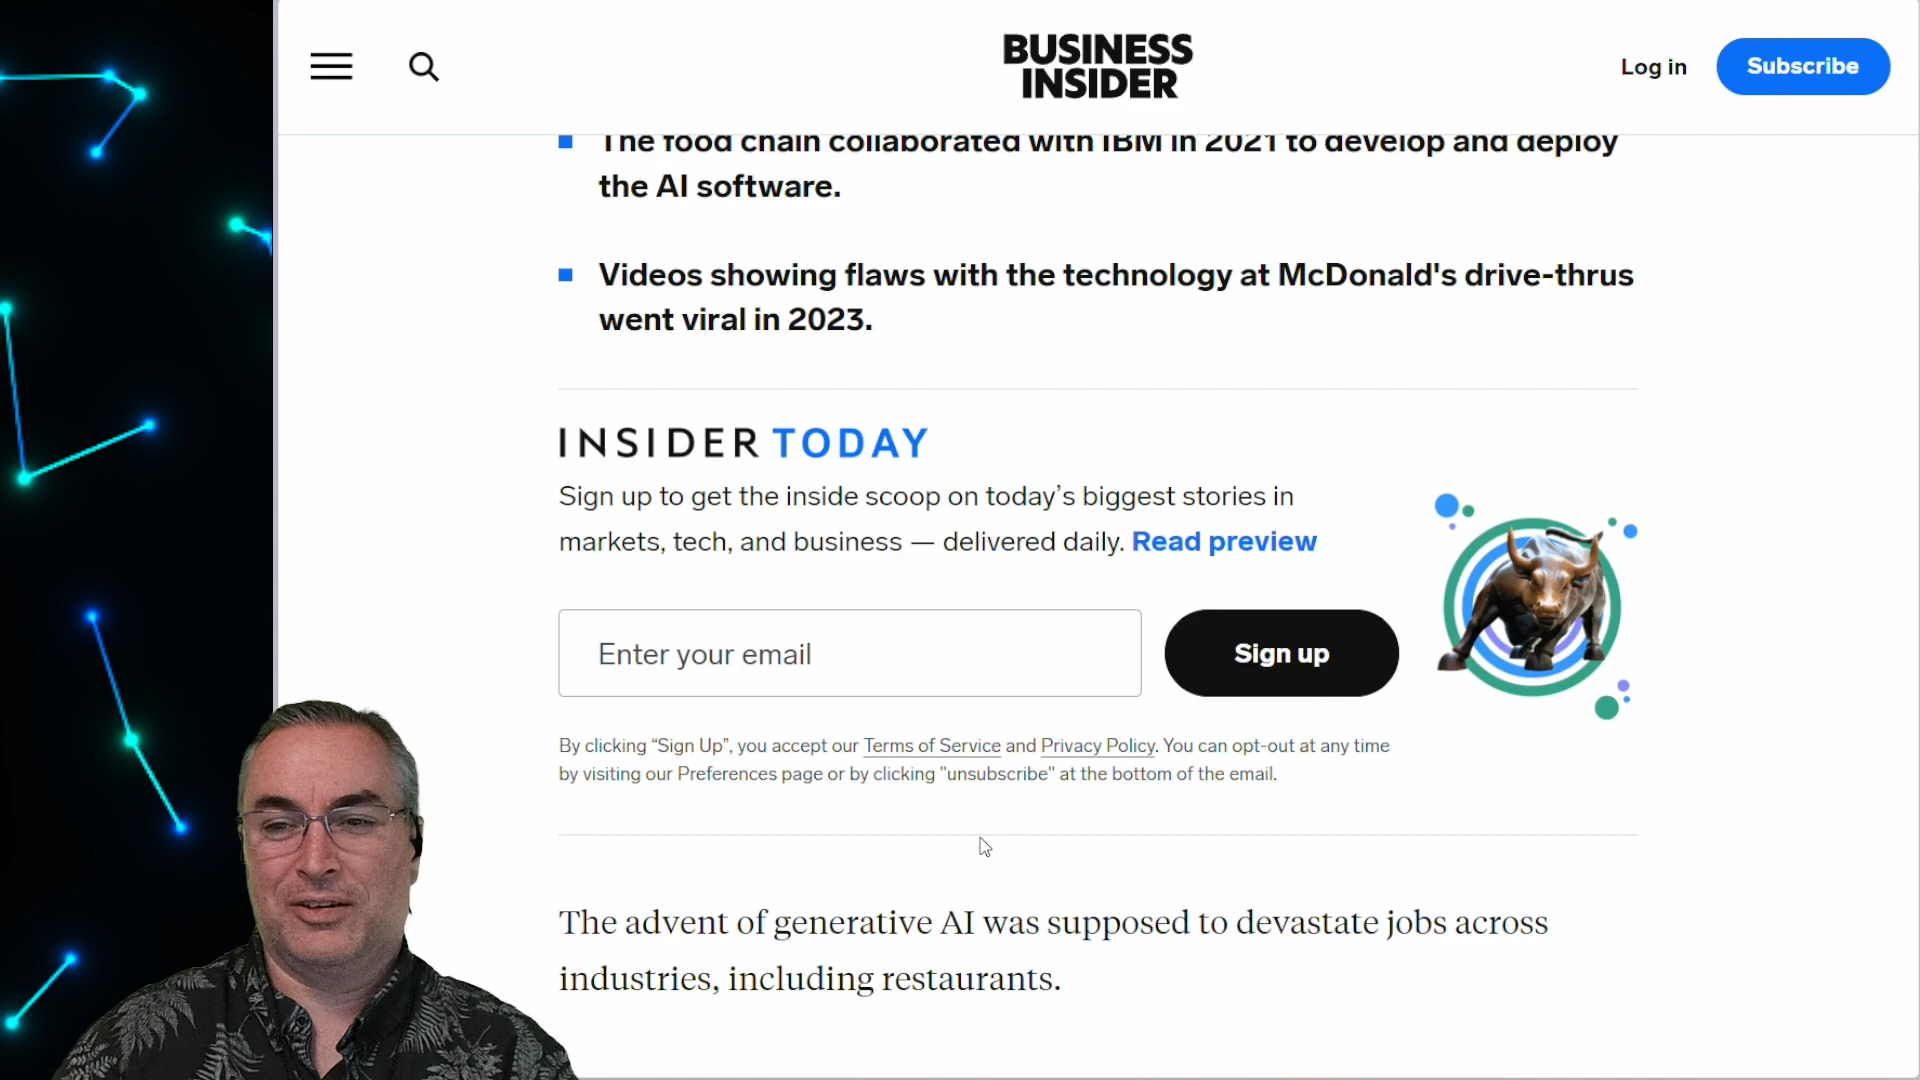 BUSINESS
INSIDER
Log in
Subscribe
The food chain collaborated with IBM in 2021 to develop and deploy
the AI software.
Videos showing flaws with the technology at McDonald's drive-thrus
went viral in 2023.
INSIDER TODAY
Sign up to get the inside scoop on today’s biggest stories in
markets, tech, and business — delivered daily. Read preview
Enter your email
Sign up
By clicking “Sign Up”, you accept our Terms of Service and Privacy Policy. You can opt-out at any time
by visiting our Preferences page or by clicking "unsubscribe" at the bottom of the email.
The advent of generative AI was supposed to devastate jobs across
industries, including restaurants.